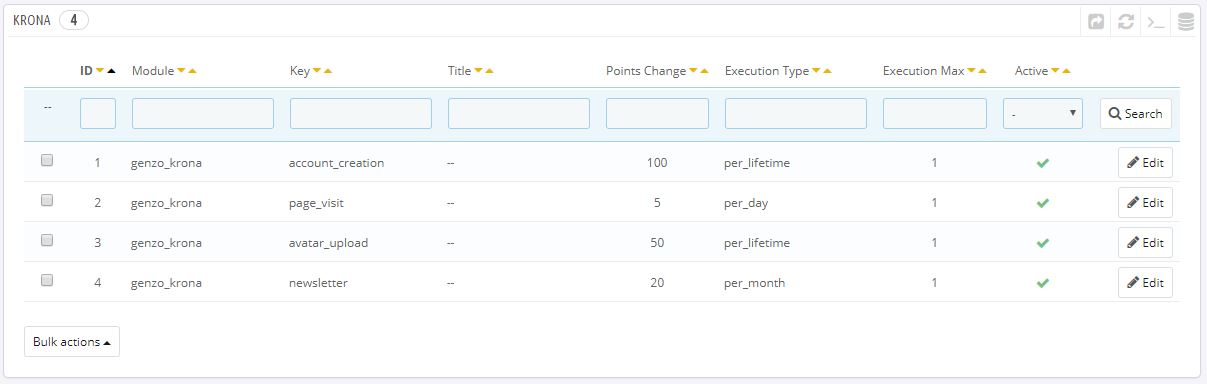 KRONA 4
ID Module Key Title Points Change Execution Type Execution Max Active
-- - Search
1 genzo_krona account_creation -- 100 per_lifetime 1 Edit
2 genzo_krona page_visit -- 5 per_day 1 Edit
3 genzo_krona avatar_upload -- 50 per_lifetime 1 Edit
4 genzo_krona newsletter -- 20 per_month 1 Edit
Bulk actions